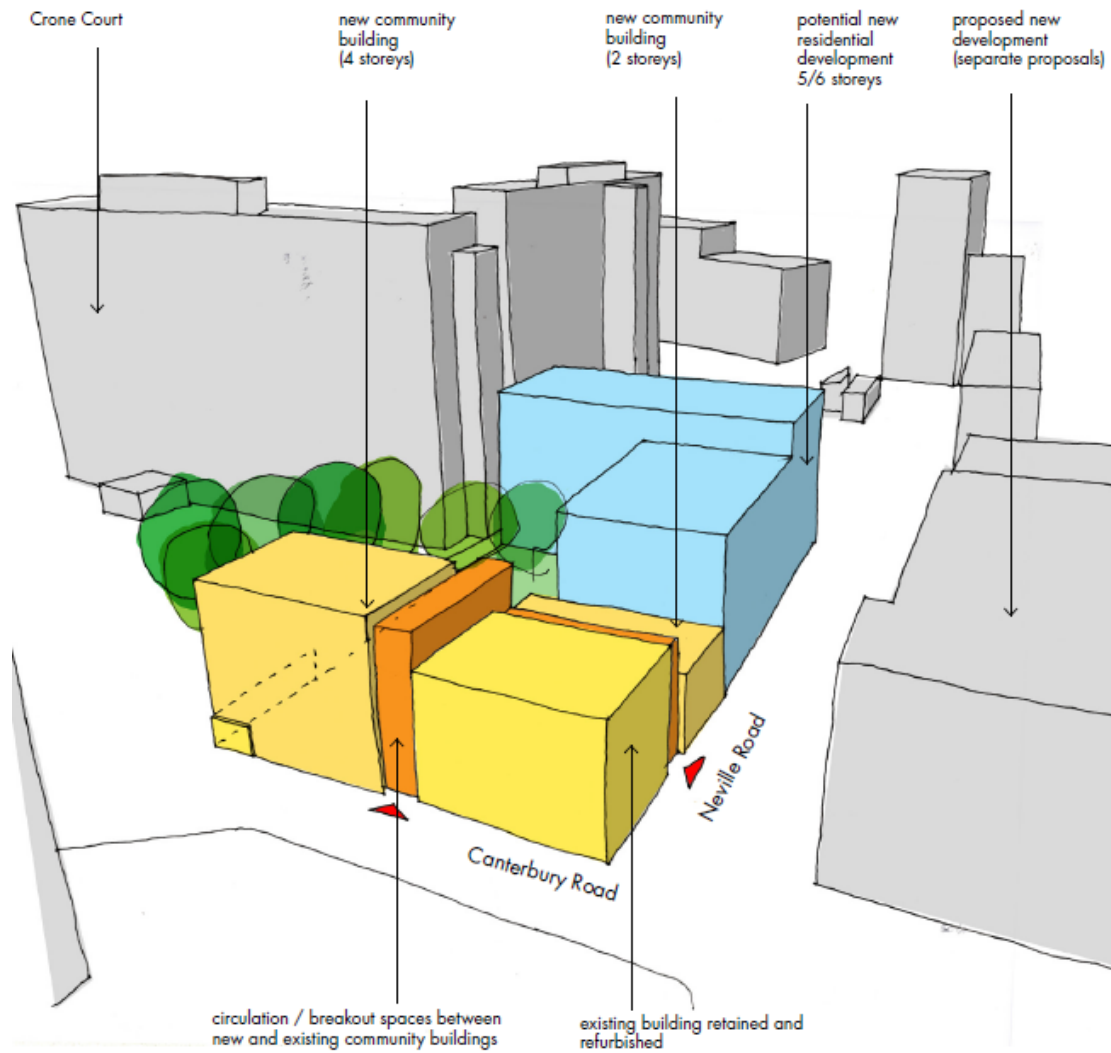 Crone Court
new community
building
(4 storeys)
new community
building
(2 storeys)
potential new
residential
development
5/6 storeys
proposed new
development
(separate proposals)
Neville Road
Canterbury Road
circulation / breakout spaces between
new and existing community buildings
existing building retained and
refurbished